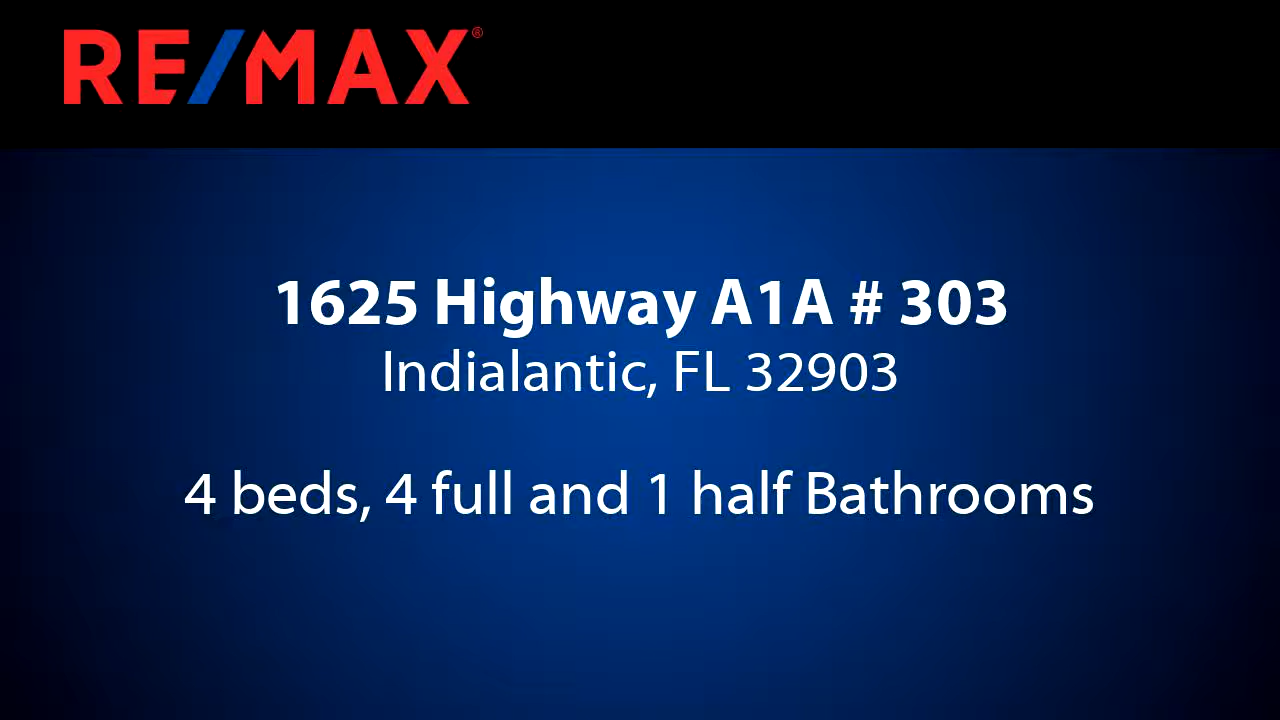 RE/MAX®
1625 Highway A1A # 303
Indialantic, FL 32903
4 beds, 4 full and 1 half Bathrooms